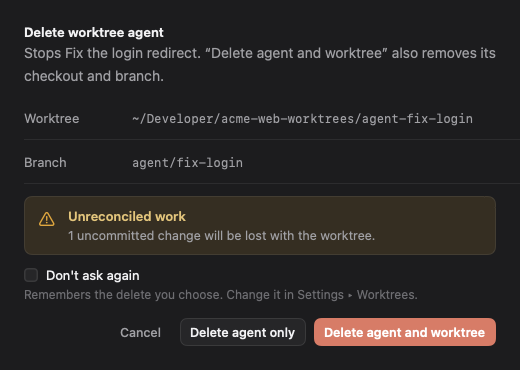 Delete worktree agent
Stops Fix the login redirect. “Delete agent and worktree” also removes its
checkout and branch.
Worktree ~/Developer/acme-web-worktrees/agent-fix-login
Branch agent/fix-login
Unreconciled work
1 uncommitted change will be lost with the worktree.
Don't ask again
Remembers the delete you choose. Change it in Settings ▸ Worktrees.
Cancel Delete agent only Delete agent and worktree